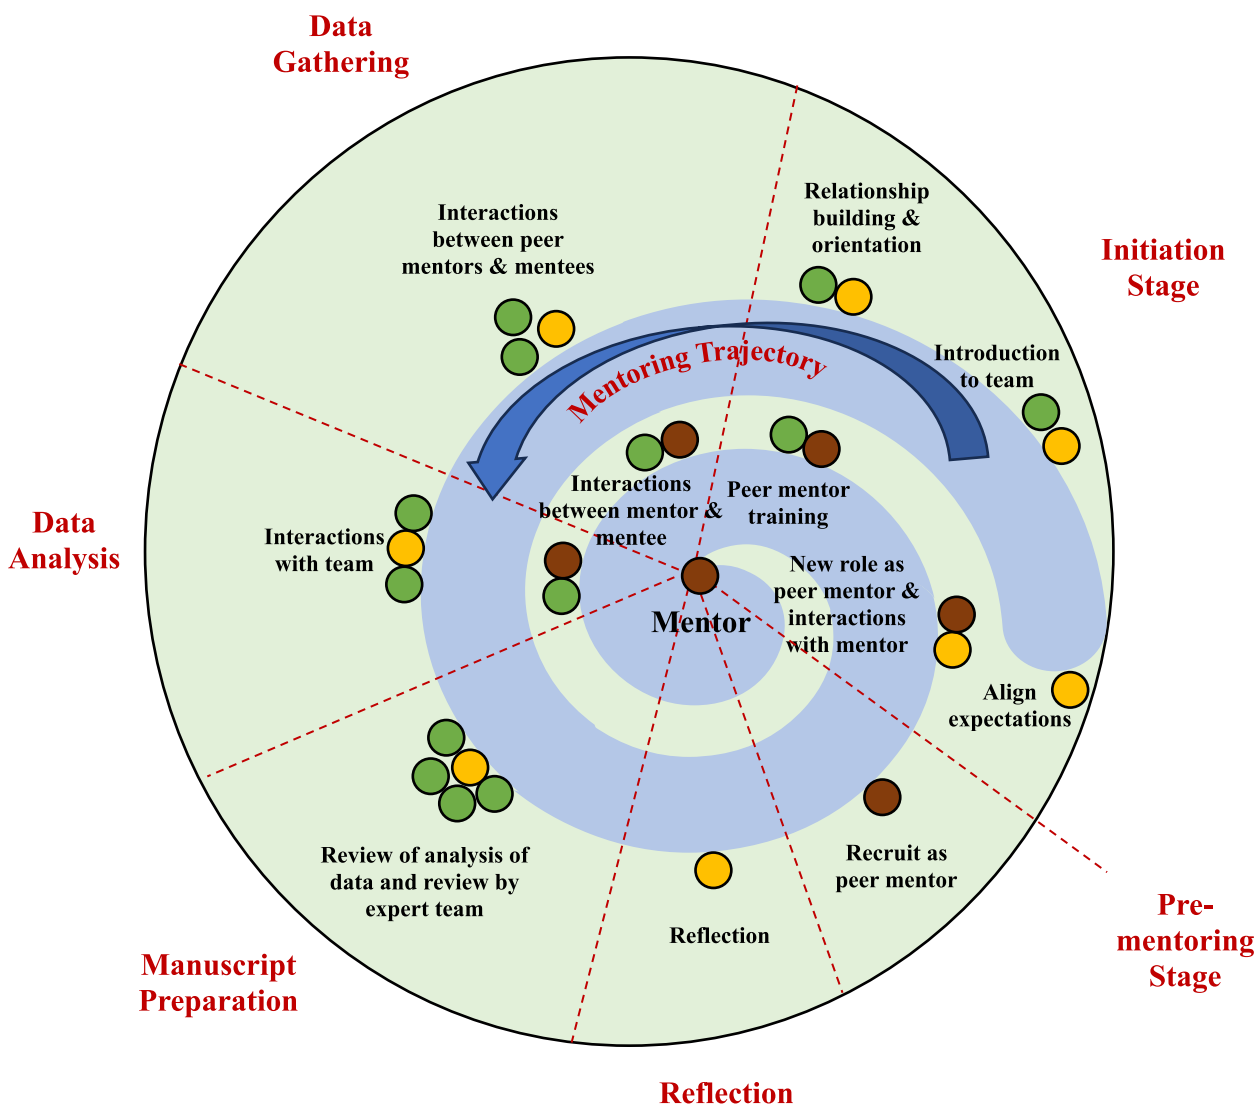 Data
Gathering
Relationship
building &
orientation
Initiation
Stage
Interactions
between peer
mentors & mentees
Introduction
to team
Mentoring Trajectory
Interactions
between mentor &
mentee
Peer mentor
training
Data
Analysis
Interactions
with team
New role as
peer mentor &
interactions
with mentor
Mentor
Align
expectations
Review of analysis of
data and review by
expert team
Recruit as
peer mentor
Reflection
Pre-
mentoring
Stage
Manuscript
Preparation
Reflection